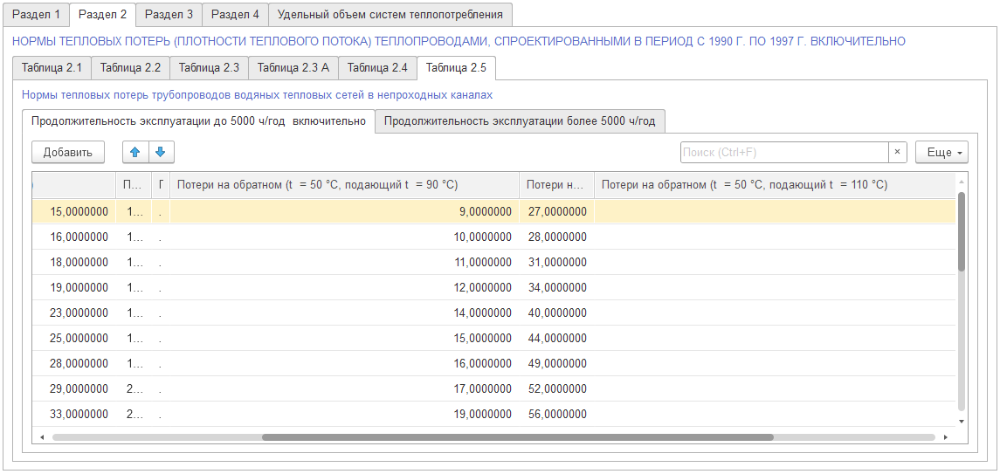 Раздел 1 Раздел 2 Раздел 3 Раздел 4 Удельный объем систем теплопотребления
НОРМЫ ТЕПЛОВЫХ ПОТЕРЬ (ПЛОТНОСТИ ТЕПЛОВОГО ПОТОКА) ТЕПЛОПРОВОДАМИ, СПРОЕКТИРОВАННЫМИ В ПЕРИОД С 1990 Г. ПО 1997 Г. ВКЛЮЧИТЕЛЬНО
Таблица 2.1 Таблица 2.2 Таблица 2.3 Таблица 2.3 А Таблица 2.4 Таблица 2.5
Нормы тепловых потерь трубопроводов водяных тепловых сетей в непроходных каналах
Продолжительность эксплуатации до 5000 ч/год включительно Продолжительность эксплуатации более 5000 ч/год
Добавить Поиск (Ctrl+F) × Еще
) П... Г Потери на обратном (t = 50 °C, подающий t = 90 °C) Потери н... Потери на обратном (t = 50 °C, подающий t = 110 °C)
15,0000000 1... . 9,0000000 27,0000000
16,0000000 1... . 10,0000000 28,0000000
18,0000000 1... . 11,0000000 31,0000000
19,0000000 1... . 12,0000000 34,0000000
23,0000000 1... . 14,0000000 40,0000000
25,0000000 1... . 15,0000000 44,0000000
28,0000000 1... . 16,0000000 49,0000000
29,0000000 2... . 17,0000000 52,0000000
33,0000000 2... . 19,0000000 56,0000000